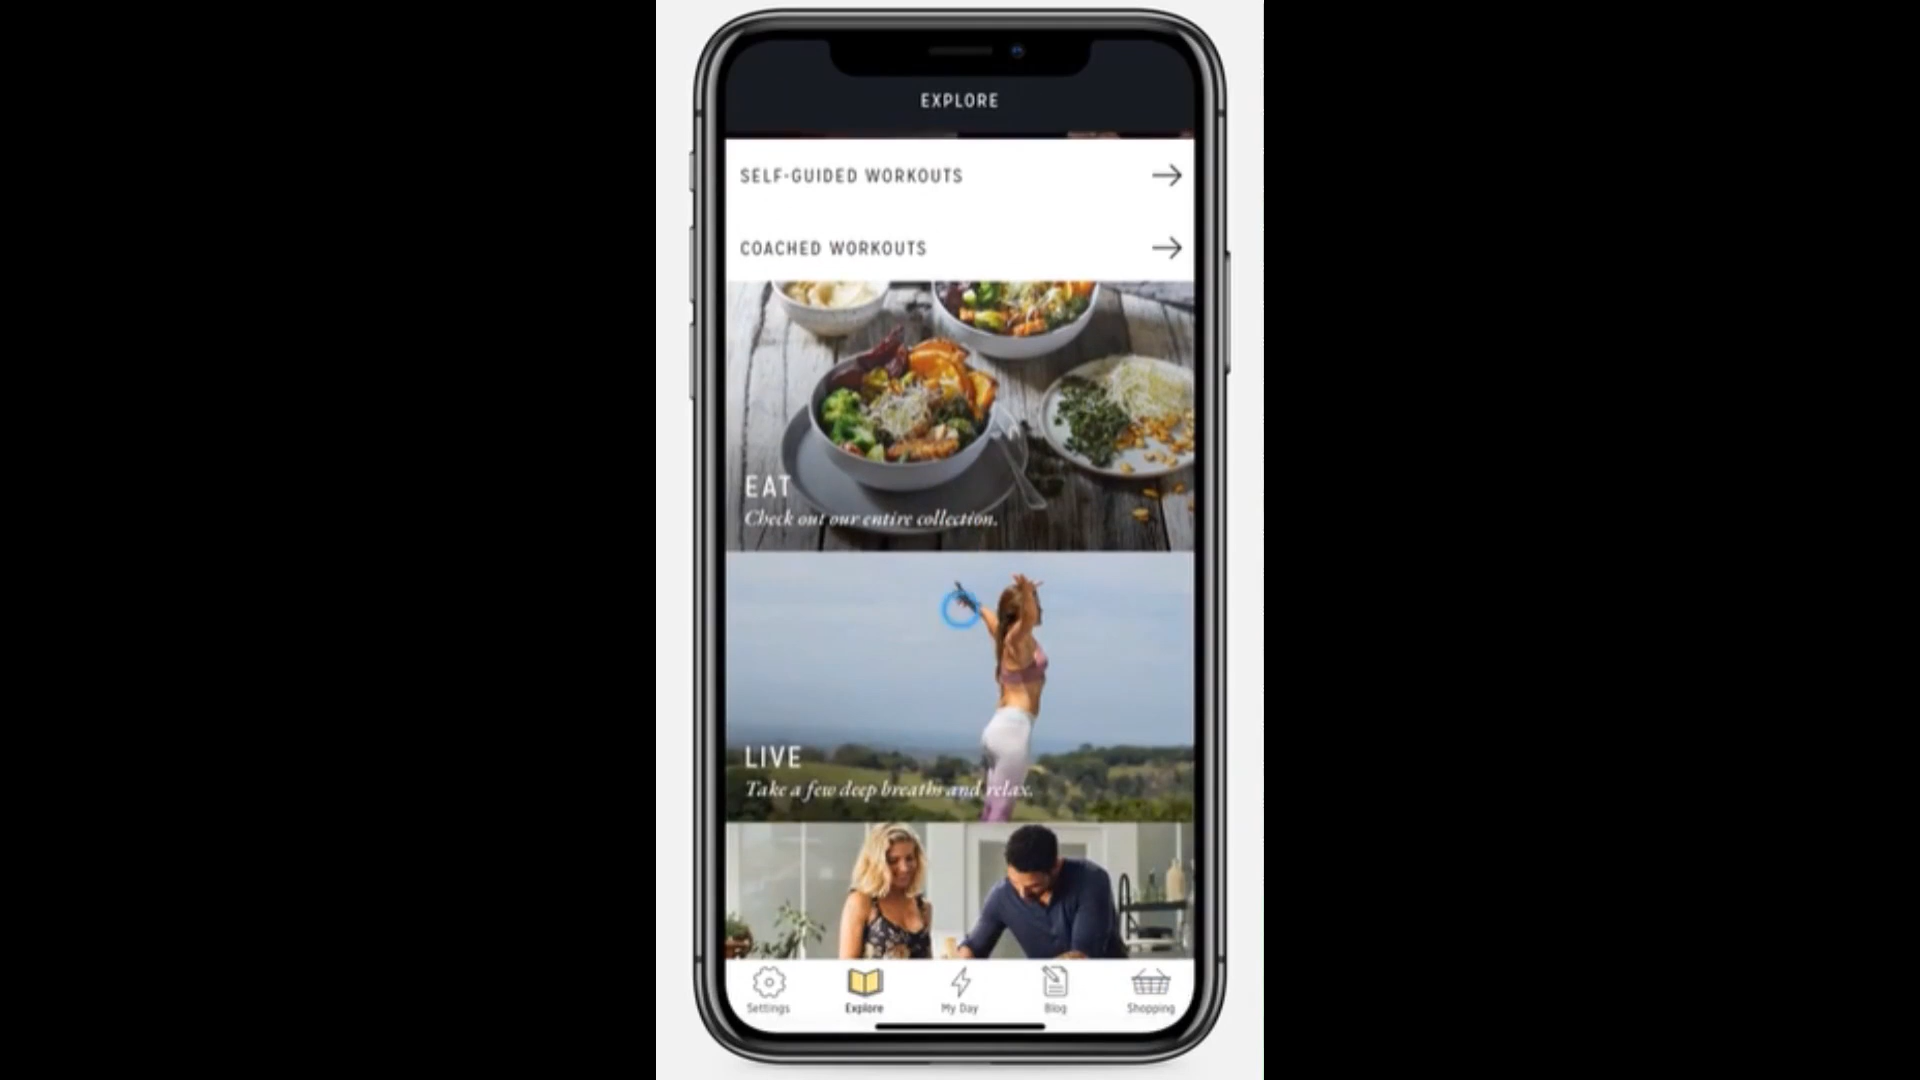 EXPLORE
SELF-GUIDED WORKOUTS
COACHED WORKOUTS
EAT
Check out our entire collection.
LIVE
Take a few deep breaths and relax.
Settings
Explore
My Day
Blog
Shopping